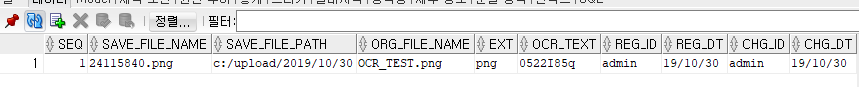 정렬... 필터:
SEQ SAVE_FILE_NAME SAVE_FILE_PATH ORG_FILE_NAME EXT OCR_TEXT REG_ID REG_DT CHG_ID CHG_DT
1 1 24115840.png c:/upload/2019/10/30 OCR_TEST.png png 0522I85q admin 19/10/30 admin 19/10/30